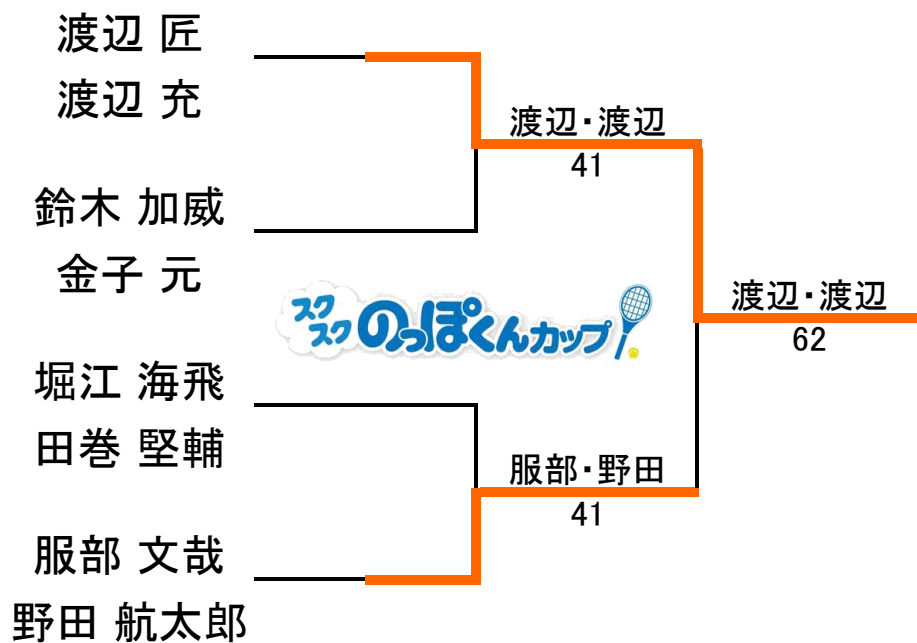 渡辺 匠
渡辺 充
渡辺・渡辺
41
鈴木 加威
金子 元
スクスクのっぽくんカップ
渡辺・渡辺
62
堀江 海飛
田巻 堅輔
服部・野田
41
服部 文哉
野田 航太郎